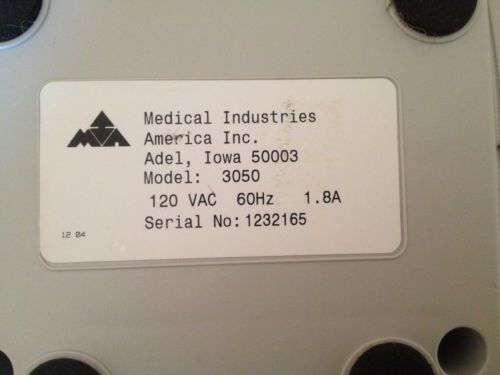 MIA
Medical Industries
America Inc.
Adel, Iowa 50003
Model: 3050
120 VAC 60Hz 1.8A
Serial No: 1232165
12 04